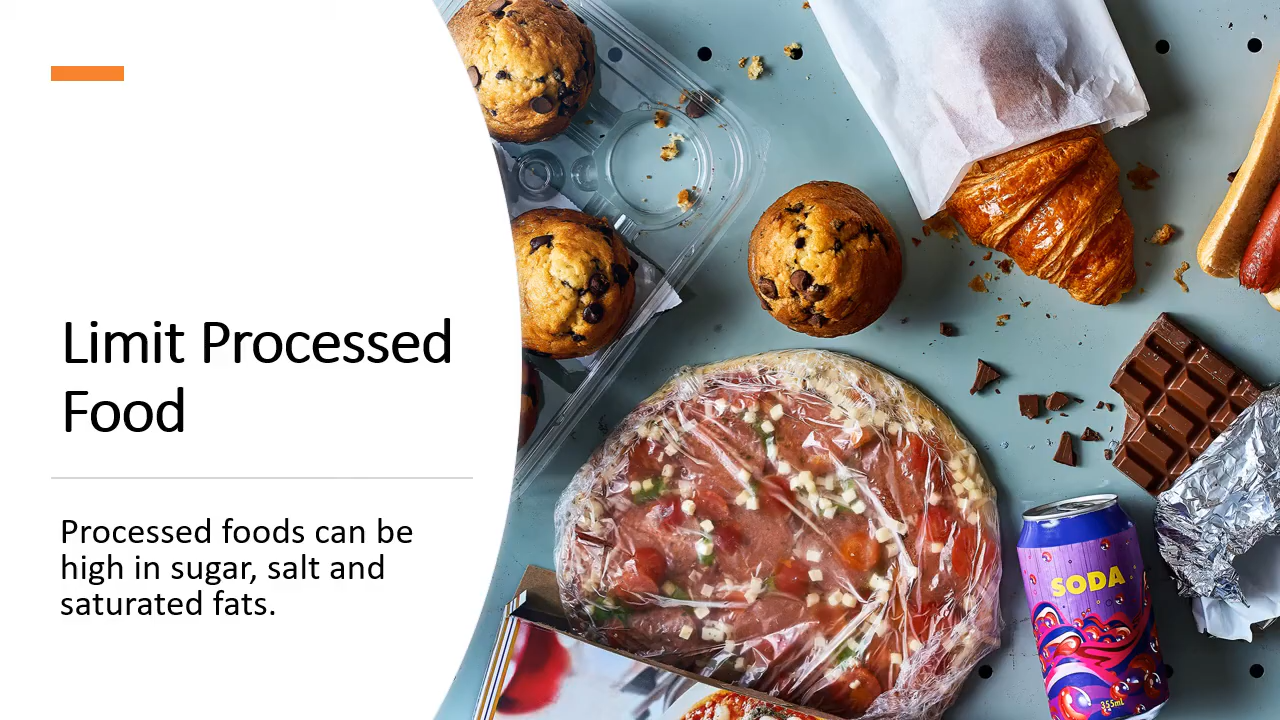 Limit Processed
Food
Processed foods can be
high in sugar, salt and
saturated fats.
SODA
355mL